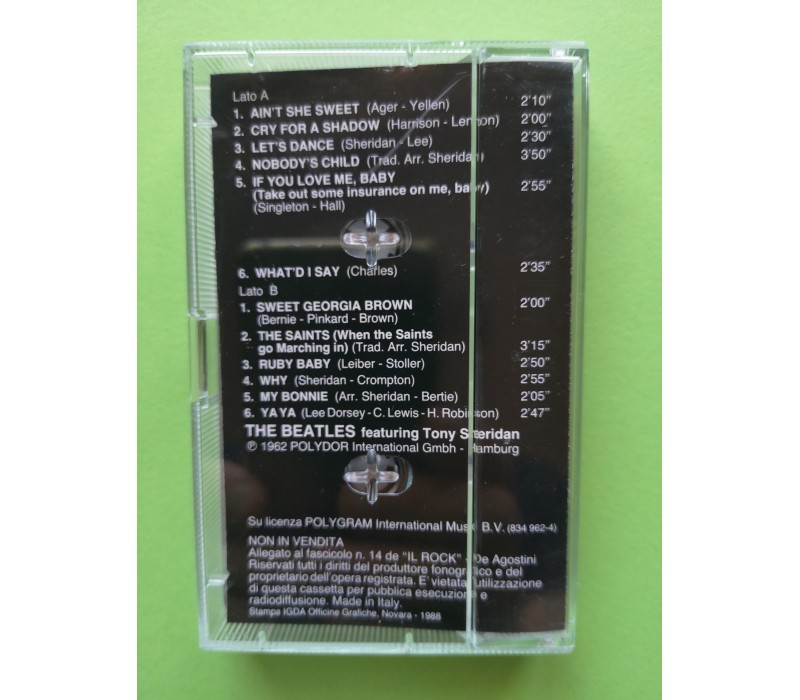 Lato A
1. AIN'T SHE SWEET (Ager - Yellen) 2'10"
2. CRY FOR A SHADOW (Harrison - Lennon) 2'00"
3. LET'S DANCE (Sheridan - Lee) 2'30"
4. NOBODY'S CHILD (Trad. Arr. Sheridan) 3'50"
5. IF YOU LOVE ME, BABY
(Take out some insurance on me, baby) 2'55"
(Singleton - Hall)
6. WHAT'D I SAY (Charles) 2'35"
Lato B
1. SWEET GEORGIA BROWN 2'00"
(Bernie - Pinkard - Brown)
2. THE SAINTS (When the Saints
go Marching in) (Trad. Arr. Sheridan) 3'15"
3. RUBY BABY (Leiber - Stoller) 2'50"
4. WHY (Sheridan - Crompton) 2'55"
5. MY BONNIE (Arr. Sheridan - Bertie) 2'05"
6. YA YA (Lee Dorsey - C. Lewis - H. Robinson) 2'47"
THE BEATLES featuring Tony Sheridan
℗ 1962 POLYDOR International Gmbh - Hamburg
Su licenza POLYGRAM International Music B.V. (834 962-4)
NON IN VENDITA
Allegato al fascicolo n. 14 de "IL ROCK" - De Agostini
Riservati tutti i diritti del produttore fonografico e del
proprietario dell'opera registrata. E' vietata l'utilizzazione
di questa cassetta per pubblica esecuzione e
radiodiffusione. Made in Italy.
Stampa IGDA Officine Grafiche, Novara - 1988